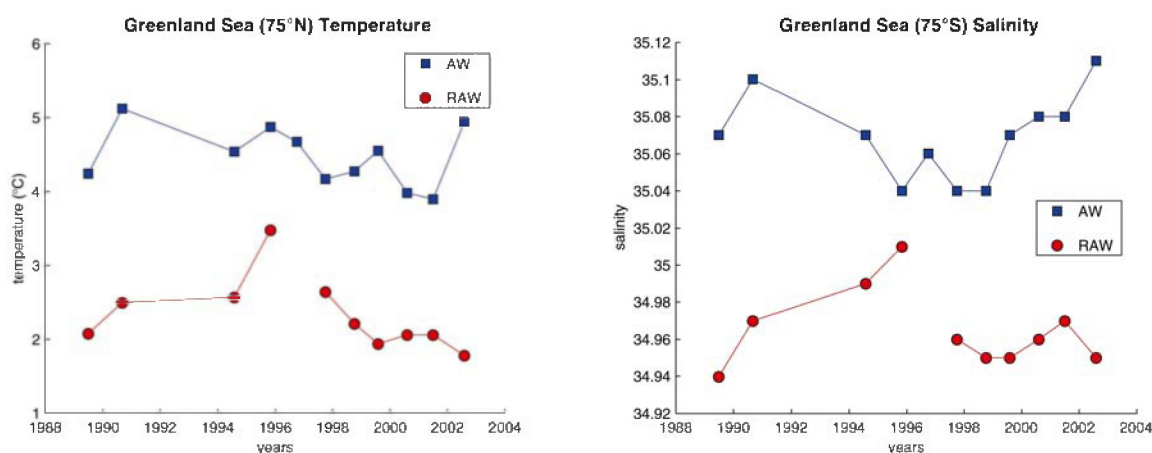 Greenland Sea (75°N) Temperature
6
5
4
3
2
1
temperature (°C)
AW
RAW
1988 1990 1992 1994 1996 1998 2000 2002 2004
years
Greenland Sea (75°S) Salinity
35.12
35.1
35.08
35.06
35.04
35.02
35
34.98
34.96
34.94
34.92
salinity
AW
RAW
1988 1990 1992 1994 1996 1998 2000 2002 2004
years